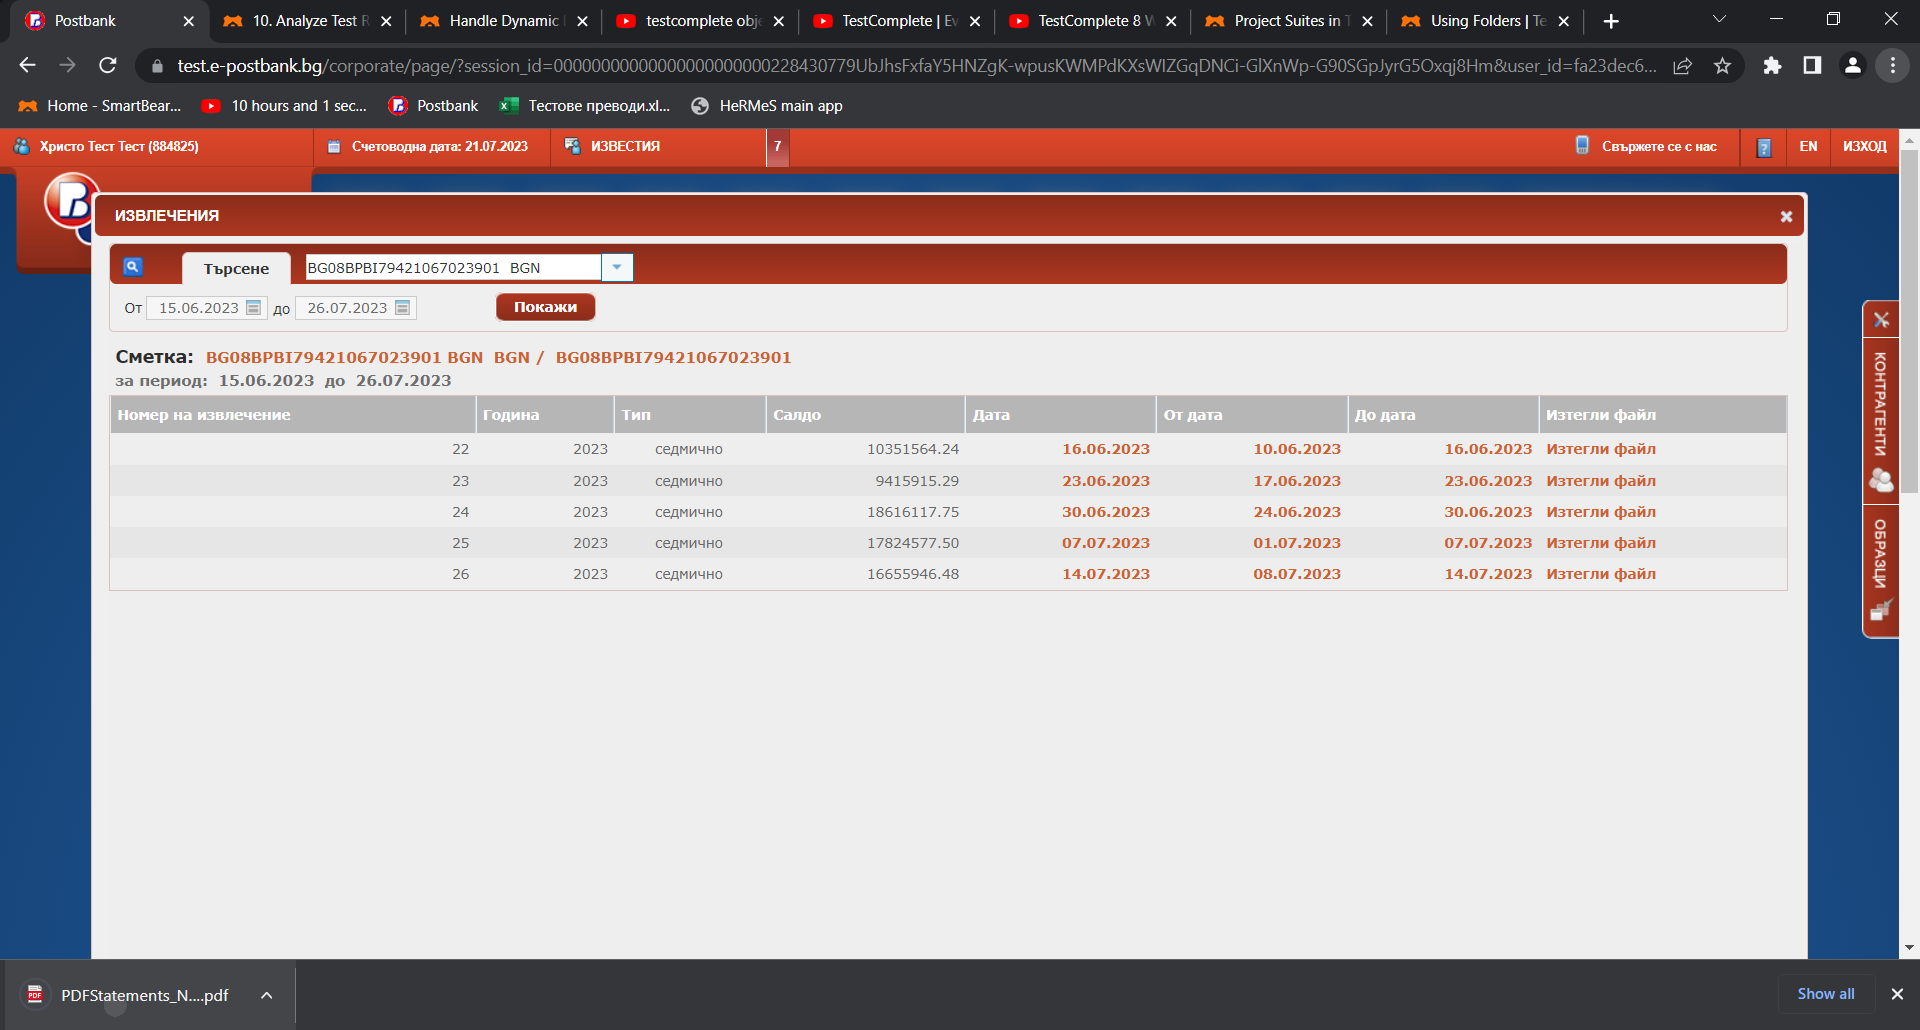 Postbank
10. Analyze Test R
Handle Dynamic
testcomplete obje
TestComplete | Ev
TestComplete 8 W
Project Suites in T
Using Folders | Te
test.e-postbank.bg/corporate/page/?session_id=
Home - SmartBear...
10 hours and 1 sec...
Postbank
Тестове преводи.xl...
HeRMeS main app
Христо Тест Тест (884825)
Счетоводна дата: 21.07.2023
ИЗВЕСТИЯ
7
Свържете се с нас
EN
ИЗХОД
ИЗВЛЕЧЕНИЯ
Търсене
BG08BPBI79421067023901 BGN
От 15.06.2023 до 26.07.2023 Покажи
Сметка: BG08BPBI79421067023901 BGN BGN / BG08BPBI79421067023901
за период: 15.06.2023 до 26.07.2023
Номер на извлечение Година Тип Салдо Дата От дата До дата Изтегли файл
22 2023 седмично 10351564.24 16.06.2023 10.06.2023 16.06.2023 Изтегли файл
23 2023 седмично 9415915.29 23.06.2023 17.06.2023 23.06.2023 Изтегли файл
24 2023 седмично 18616117.75 30.06.2023 24.06.2023 30.06.2023 Изтегли файл
25 2023 седмично 17824577.50 07.07.2023 01.07.2023 07.07.2023 Изтегли файл
26 2023 седмично 16655946.48 14.07.2023 08.07.2023 14.07.2023 Изтегли файл
КОНТРАГЕНТИ
ОБРАЗЦИ
PDFStatements_N....pdf
Show all